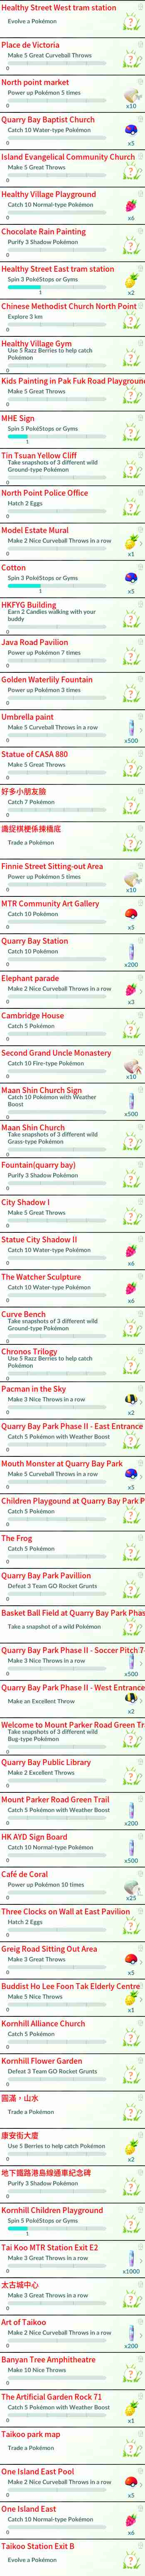 Healthy Street West tram station
Evolve a Pokémon
Place de Victoria
Make 5 Great Curveball Throws
0
North point market
Power up Pokémon 5 times
0
x10
Quarry Bay Baptist Church
Catch 10 Water-type Pokémon
0
x5
Island Evangelical Community Church
Make 5 Great Throws
0
Healthy Village Playground
Catch 10 Normal-type Pokémon
0
x6
Chocolate Rain Painting
Purify 3 Shadow Pokémon
0
Healthy Street East tram station
Spin 3 PokéStops or Gyms
1
x2
Chinese Methodist Church North Point
Explore 3 km
0
Healthy Village Gym
Use 5 Razz Berries to help catch
Pokémon
0
Kids Painting in Pak Fuk Road Playground
Make 5 Great Throws
0
MHE Sign
Spin 5 PokéStops or Gyms
1
Tin Tsuan Yellow Cliff
Take snapshots of 3 different wild
Ground-type Pokémon
0
North Point Police Office
Hatch 2 Eggs
0
Model Estate Mural
Make 2 Nice Curveball Throws in a row
0
x1
Cotton
Spin 3 PokéStops or Gyms
1
x5
HKFYG Building
Earn 2 Candies walking with your
buddy
0
Java Road Pavilion
Power up Pokémon 7 times
0
Golden Waterlily Fountain
Power up Pokémon 3 times
0
Umbrella paint
Make 5 Curveball Throws in a row
0
x500
Statue of CASA 880
Make 5 Great Throws
0
好多小朋友臉
Catch 7 Pokémon
0
識捉棋梗係揀橋底
Trade a Pokémon
0
Finnie Street Sitting-out Area
Power up Pokémon 5 times
0
x10
MTR Community Art Gallery
Catch 10 Pokémon
0
x5
Quarry Bay Station
Catch 10 Pokémon
0
x200
Elephant parade
Make 2 Nice Curveball Throws in a row
0
x3
Cambridge House
Catch 5 Pokémon
0
Second Grand Uncle Monastery
Catch 10 Fire-type Pokémon
0
x10
Maan Shin Church Sign
Catch 10 Pokémon with Weather
Boost
0
x500
Maan Shin Church
Take snapshots of 3 different wild
Grass-type Pokémon
0
Fountain(quarry bay)
Purify 3 Shadow Pokémon
0
City Shadow I
Make 5 Great Throws
0
Statue City Shadow II
Catch 10 Water-type Pokémon
0
x6
The Watcher Sculpture
Catch 10 Water-type Pokémon
0
x6
Curve Bench
Take snapshots of 3 different wild
Ground-type Pokémon
0
Chronos Trilogy
Use 5 Razz Berries to help catch
Pokémon
0
Pacman in the Sky
Make 3 Nice Throws in a row
0
x2
Quarry Bay Park Phase II - East Entrance
Catch 5 Pokémon with Weather Boost
0
Mouth Monster at Quarry Bay Park
Make 5 Curveball Throws in a row
0
x5
Children Playgound at Quarry Bay Park P
Catch 5 Pokémon
0
The Frog
Catch 5 Pokémon
0
Quarry Bay Park Pavillion
Defeat 3 Team GO Rocket Grunts
0
Basket Ball Field at Quarry Bay Park Phas
Take a snapshot of a wild Pokémon
Quarry Bay Park Phase II - Soccer Pitch 7-
Make 3 Nice Throws in a row
0
x500
Quarry Bay Park Phase II - West Entrance
Make an Excellent Throw
x2
Welcome to Mount Parker Road Green Tr
Take snapshots of 3 different wild
Bug-type Pokémon
0
Quarry Bay Public Library
Make 2 Excellent Throws
0
Mount Parker Road Green Trail
Catch 5 Pokémon with Weather Boost
0
x200
HK AYD Sign Board
Catch 10 Normal-type Pokémon
0
x500
Café de Coral
Power up Pokémon 10 times
0
x25
Three Clocks on Wall at East Pavilion
Hatch 2 Eggs
0
Greig Road Sitting Out Area
Make 3 Great Throws
0
x5
Buddist Ho Lee Foon Tak Elderly Centre
Make 5 Nice Throws
0
x1
Kornhill Alliance Church
Catch 5 Pokémon
0
Kornhill Flower Garden
Defeat 3 Team GO Rocket Grunts
0
圓滿，山水
Trade a Pokémon
康安街大廈
Use 5 Berries to help catch Pokémon
0
x2
地下鐵路港島線通車紀念碑
Purify 3 Shadow Pokémon
0
Kornhill Children Playground
Spin 5 PokéStops or Gyms
1
Tai Koo MTR Station Exit E2
Make 3 Great Throws in a row
0
x1000
太古城中心
Make 3 Great Throws in a row
0
Art of Taikoo
Make 2 Nice Curveball Throws in a row
0
x200
Banyan Tree Amphitheatre
Make 10 Nice Throws
0
The Artificial Garden Rock 71
Catch 5 Pokémon with Weather Boost
0
x1
Taikoo park map
Trade a Pokémon
One Island East Pool
Make 2 Nice Curveball Throws in a row
0
x5
One Island East
Catch 10 Normal-type Pokémon
0
x6
Taikoo Station Exit B
Evolve a Pokémon